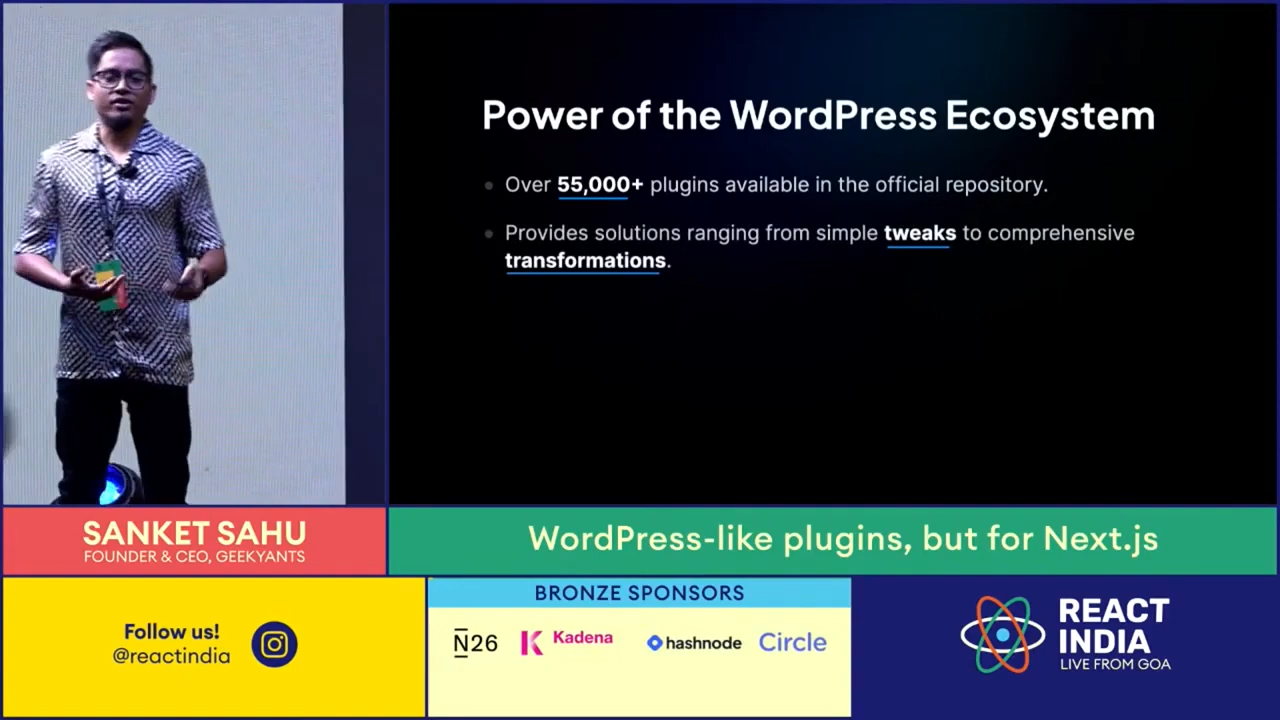 Power of the WordPress Ecosystem
Over 55,000+ plugins available in the official repository.
Provides solutions ranging from simple tweaks to comprehensive
transformations.
SANKET SAHU
FOUNDER & CEO, GEEKYANTS
WordPress-like plugins, but for Next.js
Follow us!
@reactindia
BRONZE SPONSORS
N26
Kadena
hashnode
Circle
REACT
INDIA
LIVE FROM GOA